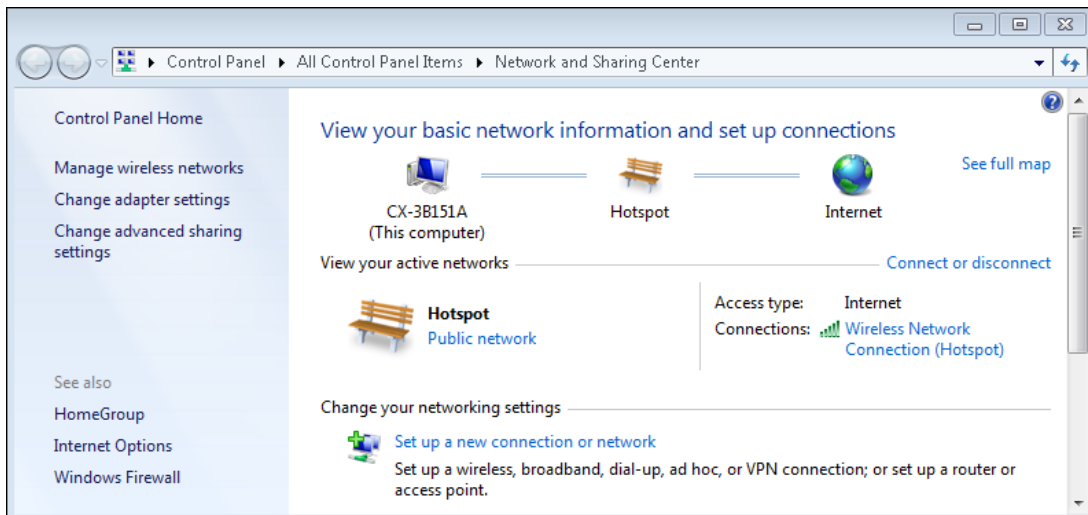 Control Panel All Control Panel Items Network and Sharing Center
Control Panel Home
Manage wireless networks
Change adapter settings
Change advanced sharing
settings
See also
HomeGroup
Internet Options
Windows Firewall
View your basic network information and set up connections
See full map
CX-3B151A
(This computer)
Hotspot
Internet
View your active networks
Connect or disconnect
Hotspot
Public network
Access type: Internet
Connections: Wireless Network
Connection (Hotspot)
Change your networking settings
Set up a new connection or network
Set up a wireless, broadband, dial-up, ad hoc, or VPN connection; or set up a router or
access point.